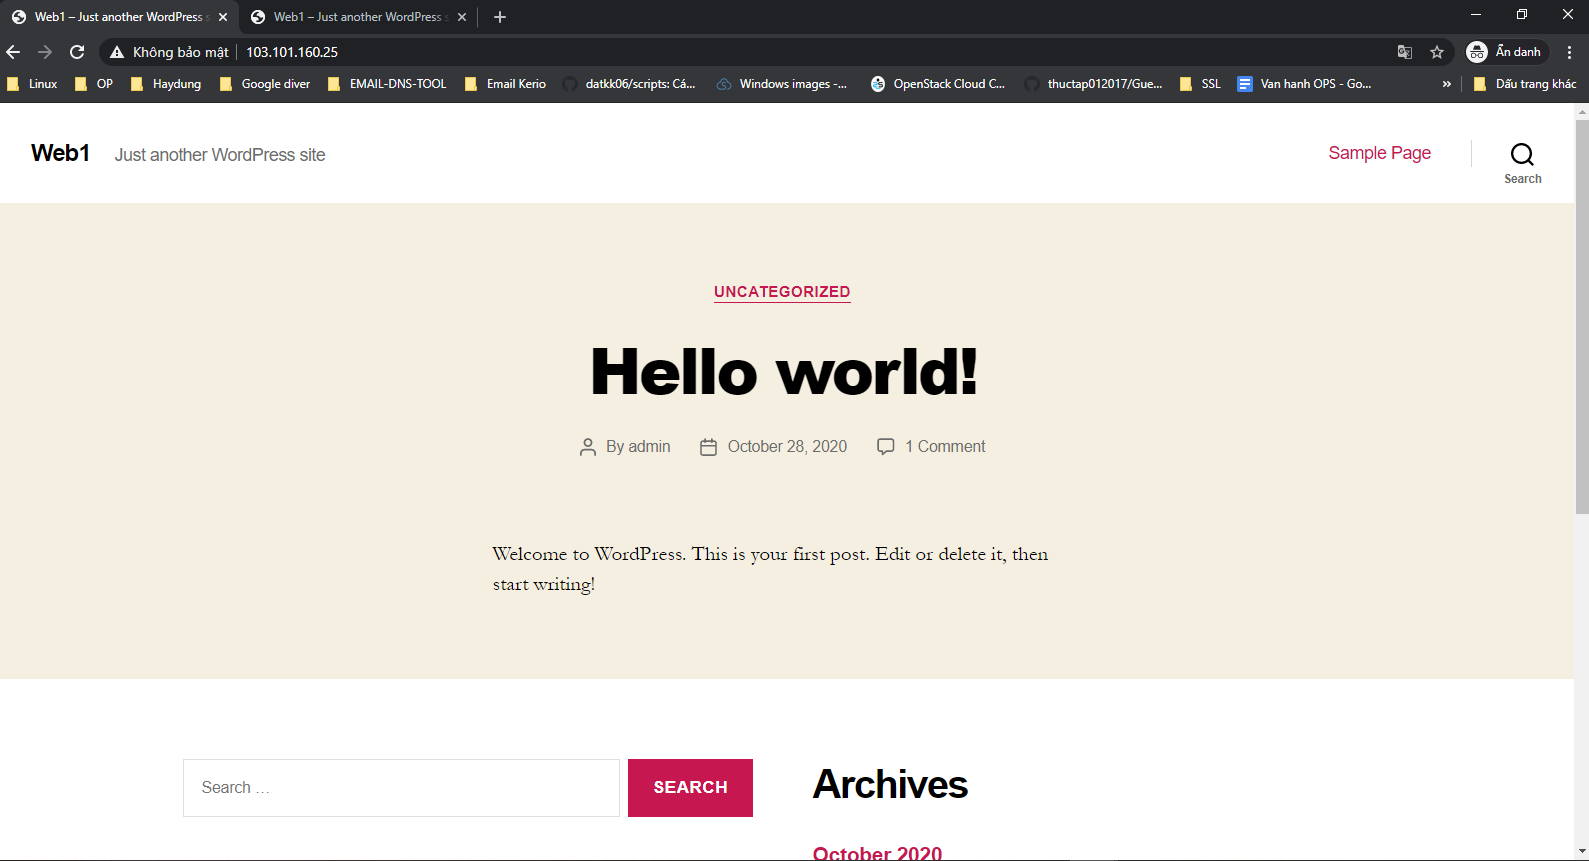 Web1 – Just another WordPress s
Web1 – Just another WordPress s
Không bảo mật
103.101.160.25
Ẩn danh
Linux
OP
Haydung
Google diver
EMAIL-DNS-TOOL
Email Kerio
datkk06/scripts: Cá...
Windows images -...
OpenStack Cloud C...
thuctap012017/Gue...
SSL
Van hanh OPS - Go...
»
Dấu trang khác
Web1
Just another WordPress site
Sample Page
Search
UNCATEGORIZED
Hello world!
By admin
October 28, 2020
1 Comment
Welcome to WordPress. This is your first post. Edit or delete it, then
start writing!
Search …
SEARCH
Archives
October 2020